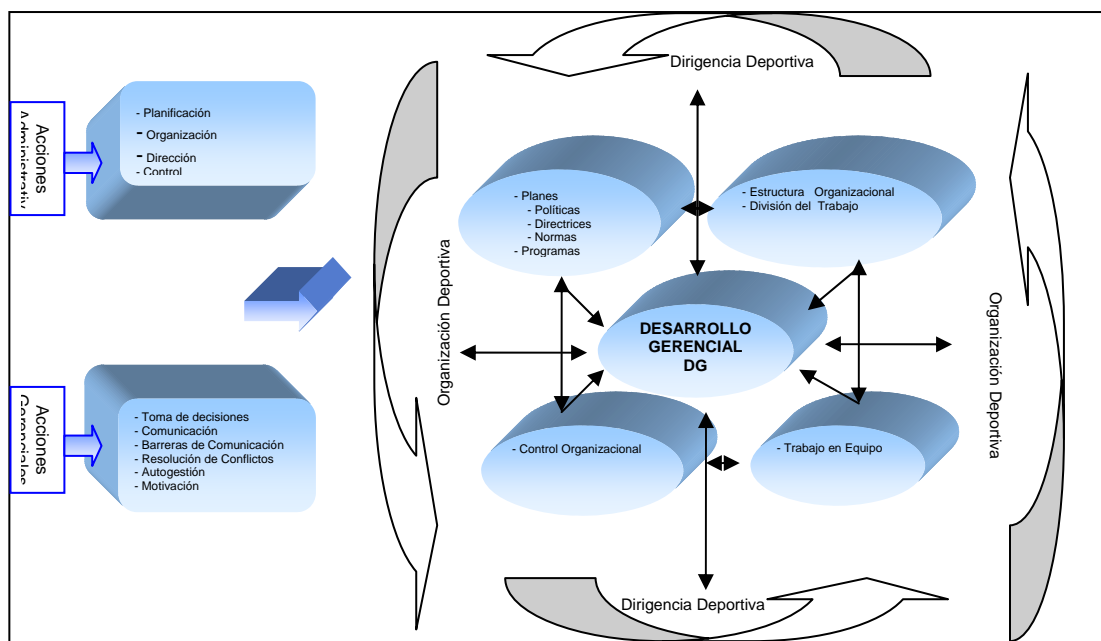 Dirigencia Deportiva
Acciones
Administrativ
- Planificación
- Organización
- Dirección
- Control
- Planes
- Políticas
- Directrices
- Normas
- Programas
- Estructura Organizacional
- División del Trabajo
Organización Deportiva
DESARROLLO
GERENCIAL
DG
Organización Deportiva
Acciones
Gerenciales
- Toma de decisiones
- Comunicación
- Barreras de Comunicación
- Resolución de Conflictos
- Autogestión
- Motivación
- Control Organizacional
- Trabajo en Equipo
Dirigencia Deportiva